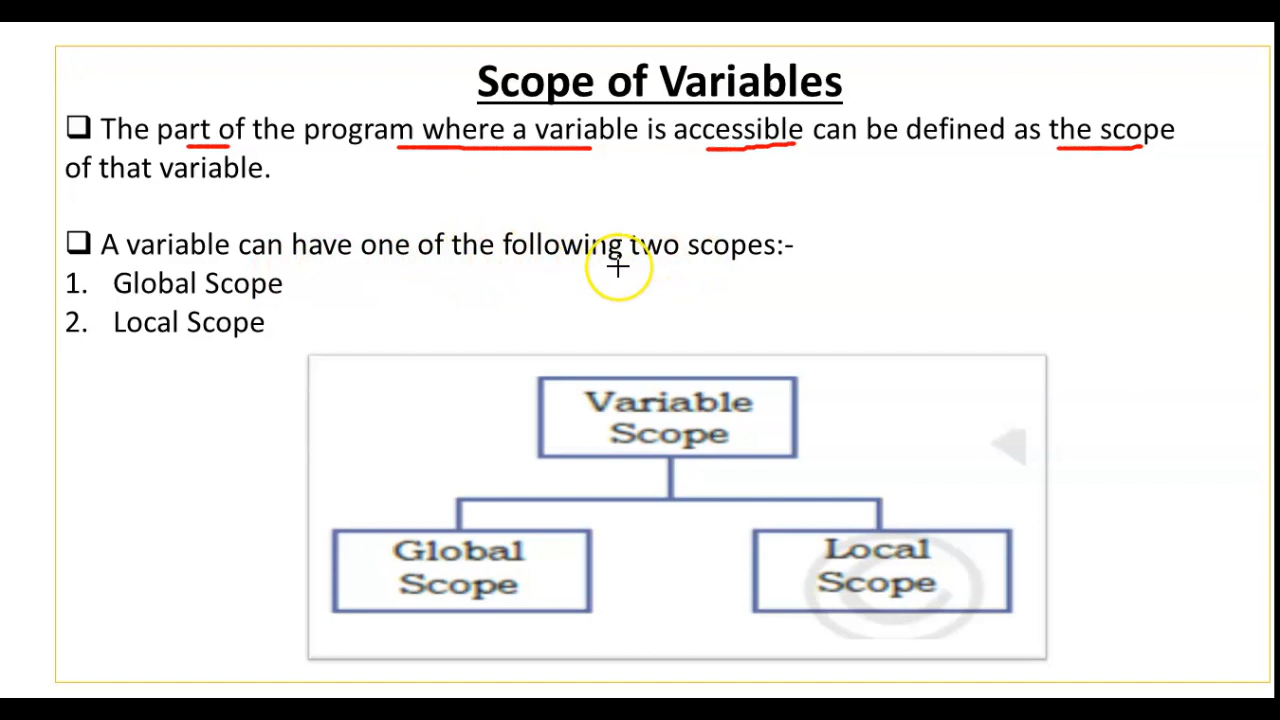 Scope of Variables
❑ The part of the program where a variable is accessible can be defined as the scope
of that variable.
❑ A variable can have one of the following two scopes:-
1. Global Scope
2. Local Scope
Variable
Scope
Global
Scope
Local
Scope